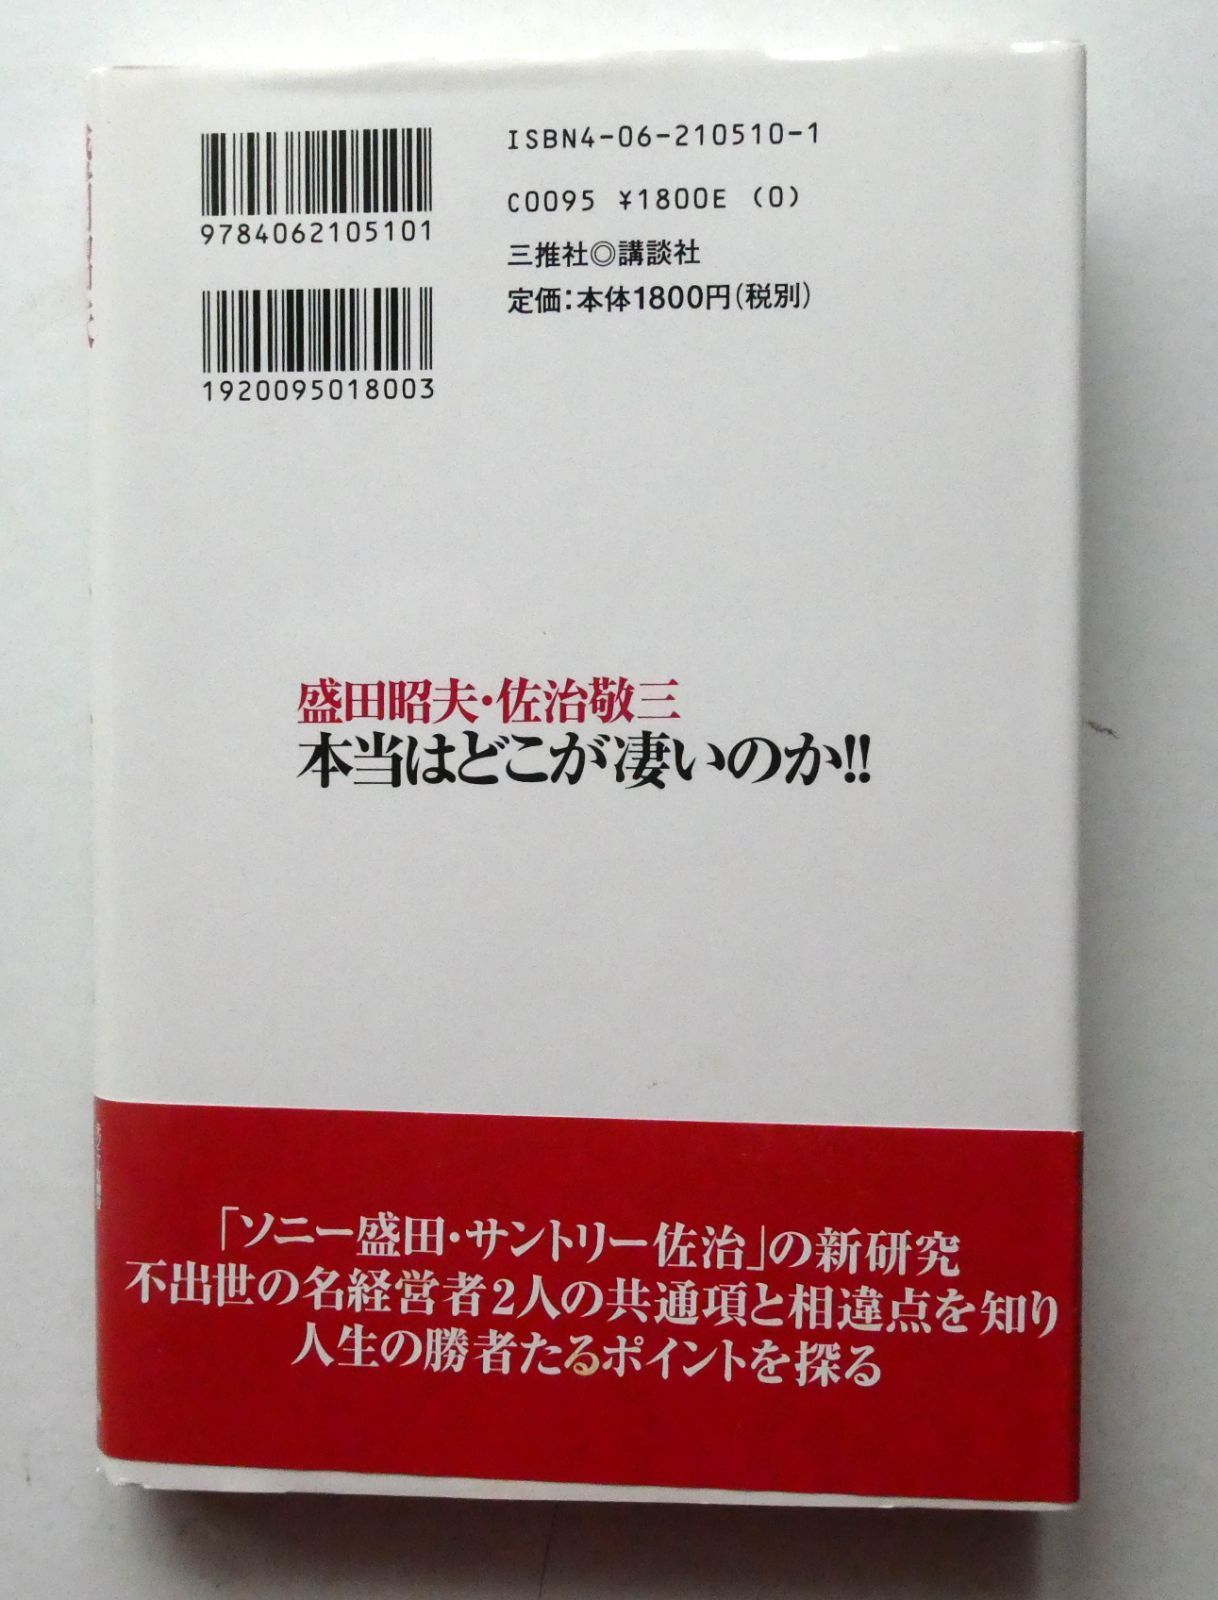 ISBN4-06-210510-1
9784062105101
C0095 ¥1800E (0)
三推社◎講談社
定価:本体1800円(税別)
1920095018003
盛田昭夫・佐治敬三
本当はどこが凄いのか!!
「ソニー盛田・サントリー佐治」の新研究
不出世の名経営者2人の共通項と相違点を知り
人生の勝者たるポイントを探る